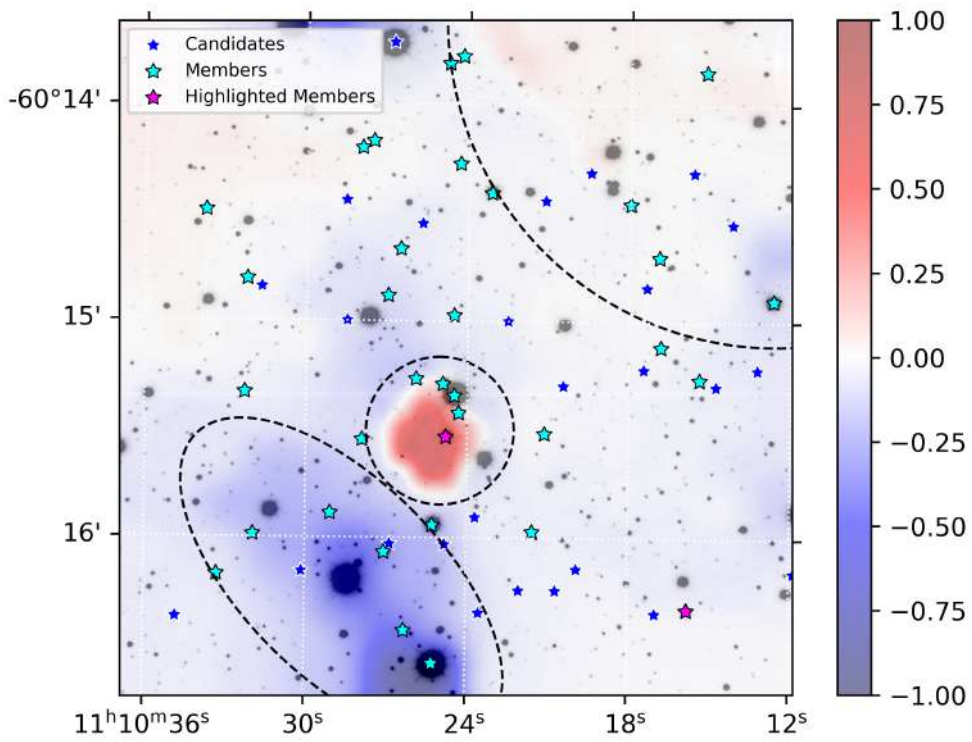 Candidates
Members
Highlighted Members
-60°14'
15'
16'
11ʰ10ᵐ36ˢ
30ˢ
24ˢ
18ˢ
12ˢ
1.00
0.75
0.50
0.25
0.00
−0.25
−0.50
−0.75
−1.00